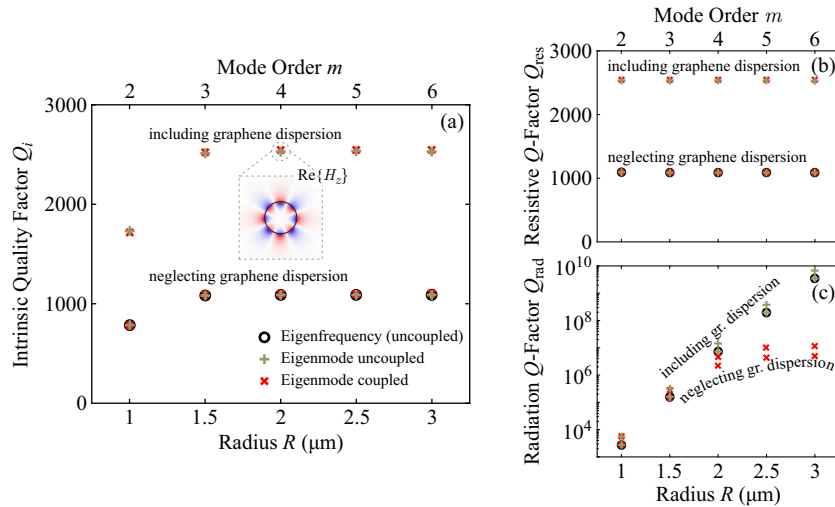 Mode Order m
2 3 4 5 6
(a)
3000
2000
1000
0
Intrinsic Quality Factor Qi
including graphene dispersion
Re{Hz}
neglecting graphene dispersion
Eigenfrequency (uncoupled)
Eigenmode uncoupled
Eigenmode coupled
1 1.5 2 2.5 3
Radius R (μm)
Mode Order m
2 3 4 5 6
(b)
3000
2000
1000
0
Resistive Q-Factor Qres
including graphene dispersion
neglecting graphene dispersion
(c)
10^10
10^8
10^6
10^4
Radiation Q-Factor Qrad
including gr. dispersion
neglecting gr. dispersion
1 1.5 2 2.5 3
Radius R (μm)